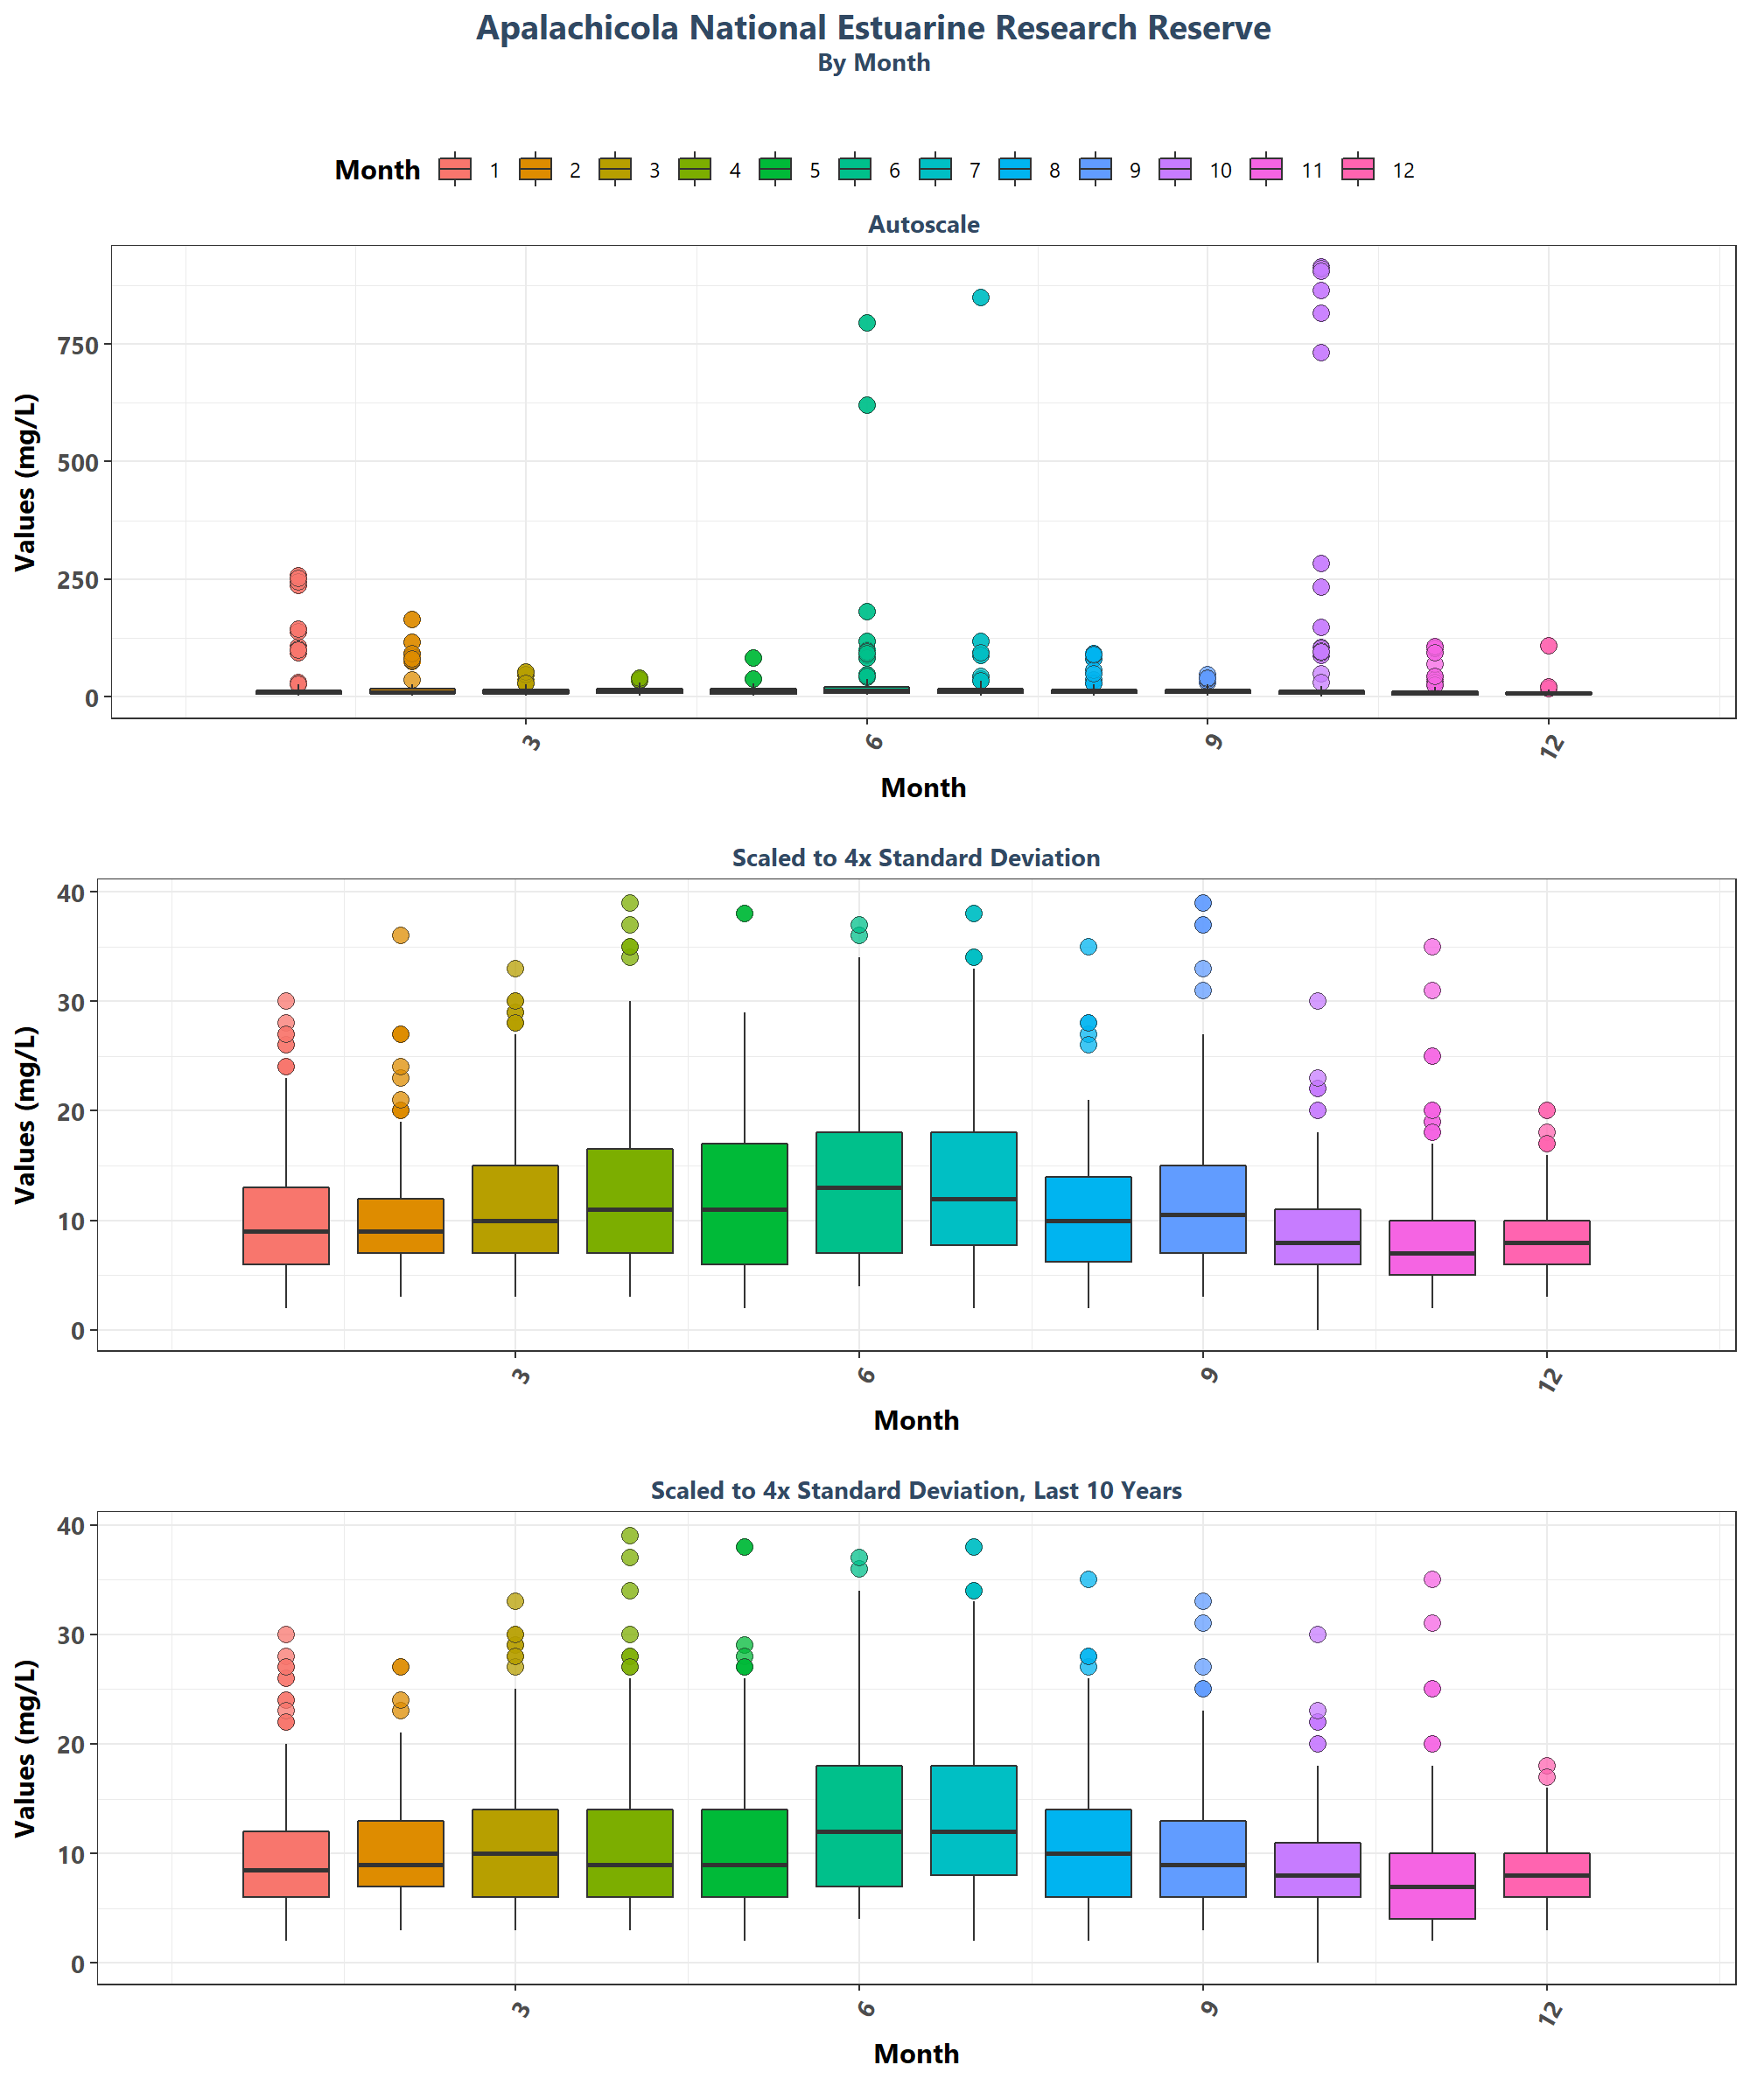 Apalachicola National Estuarine Research Reserve
By Month
Month 1 2 3 4 5 6 7 8 9 10 11 12
Autoscale
Values (mg/L)
750
500
250
0
3 6 9 12
Month
Scaled to 4x Standard Deviation
Values (mg/L)
40
30
20
10
0
3 6 9 12
Month
Scaled to 4x Standard Deviation, Last 10 Years
Values (mg/L)
40
30
20
10
0
3 6 9 12
Month